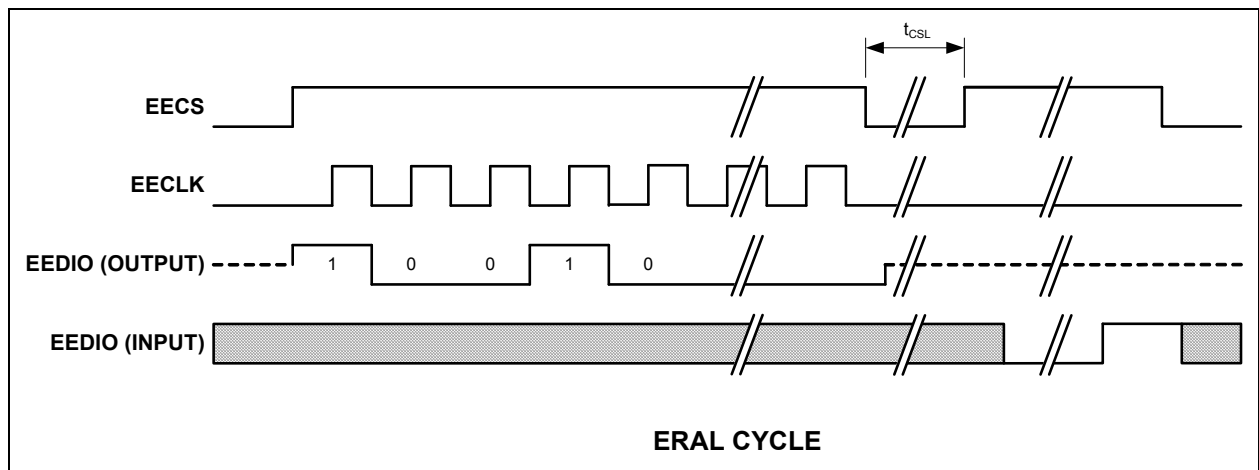 tCSL
EECS
EECLK
EEDIO (OUTPUT)
1 0 0 1 0
EEDIO (INPUT)
ERAL CYCLE